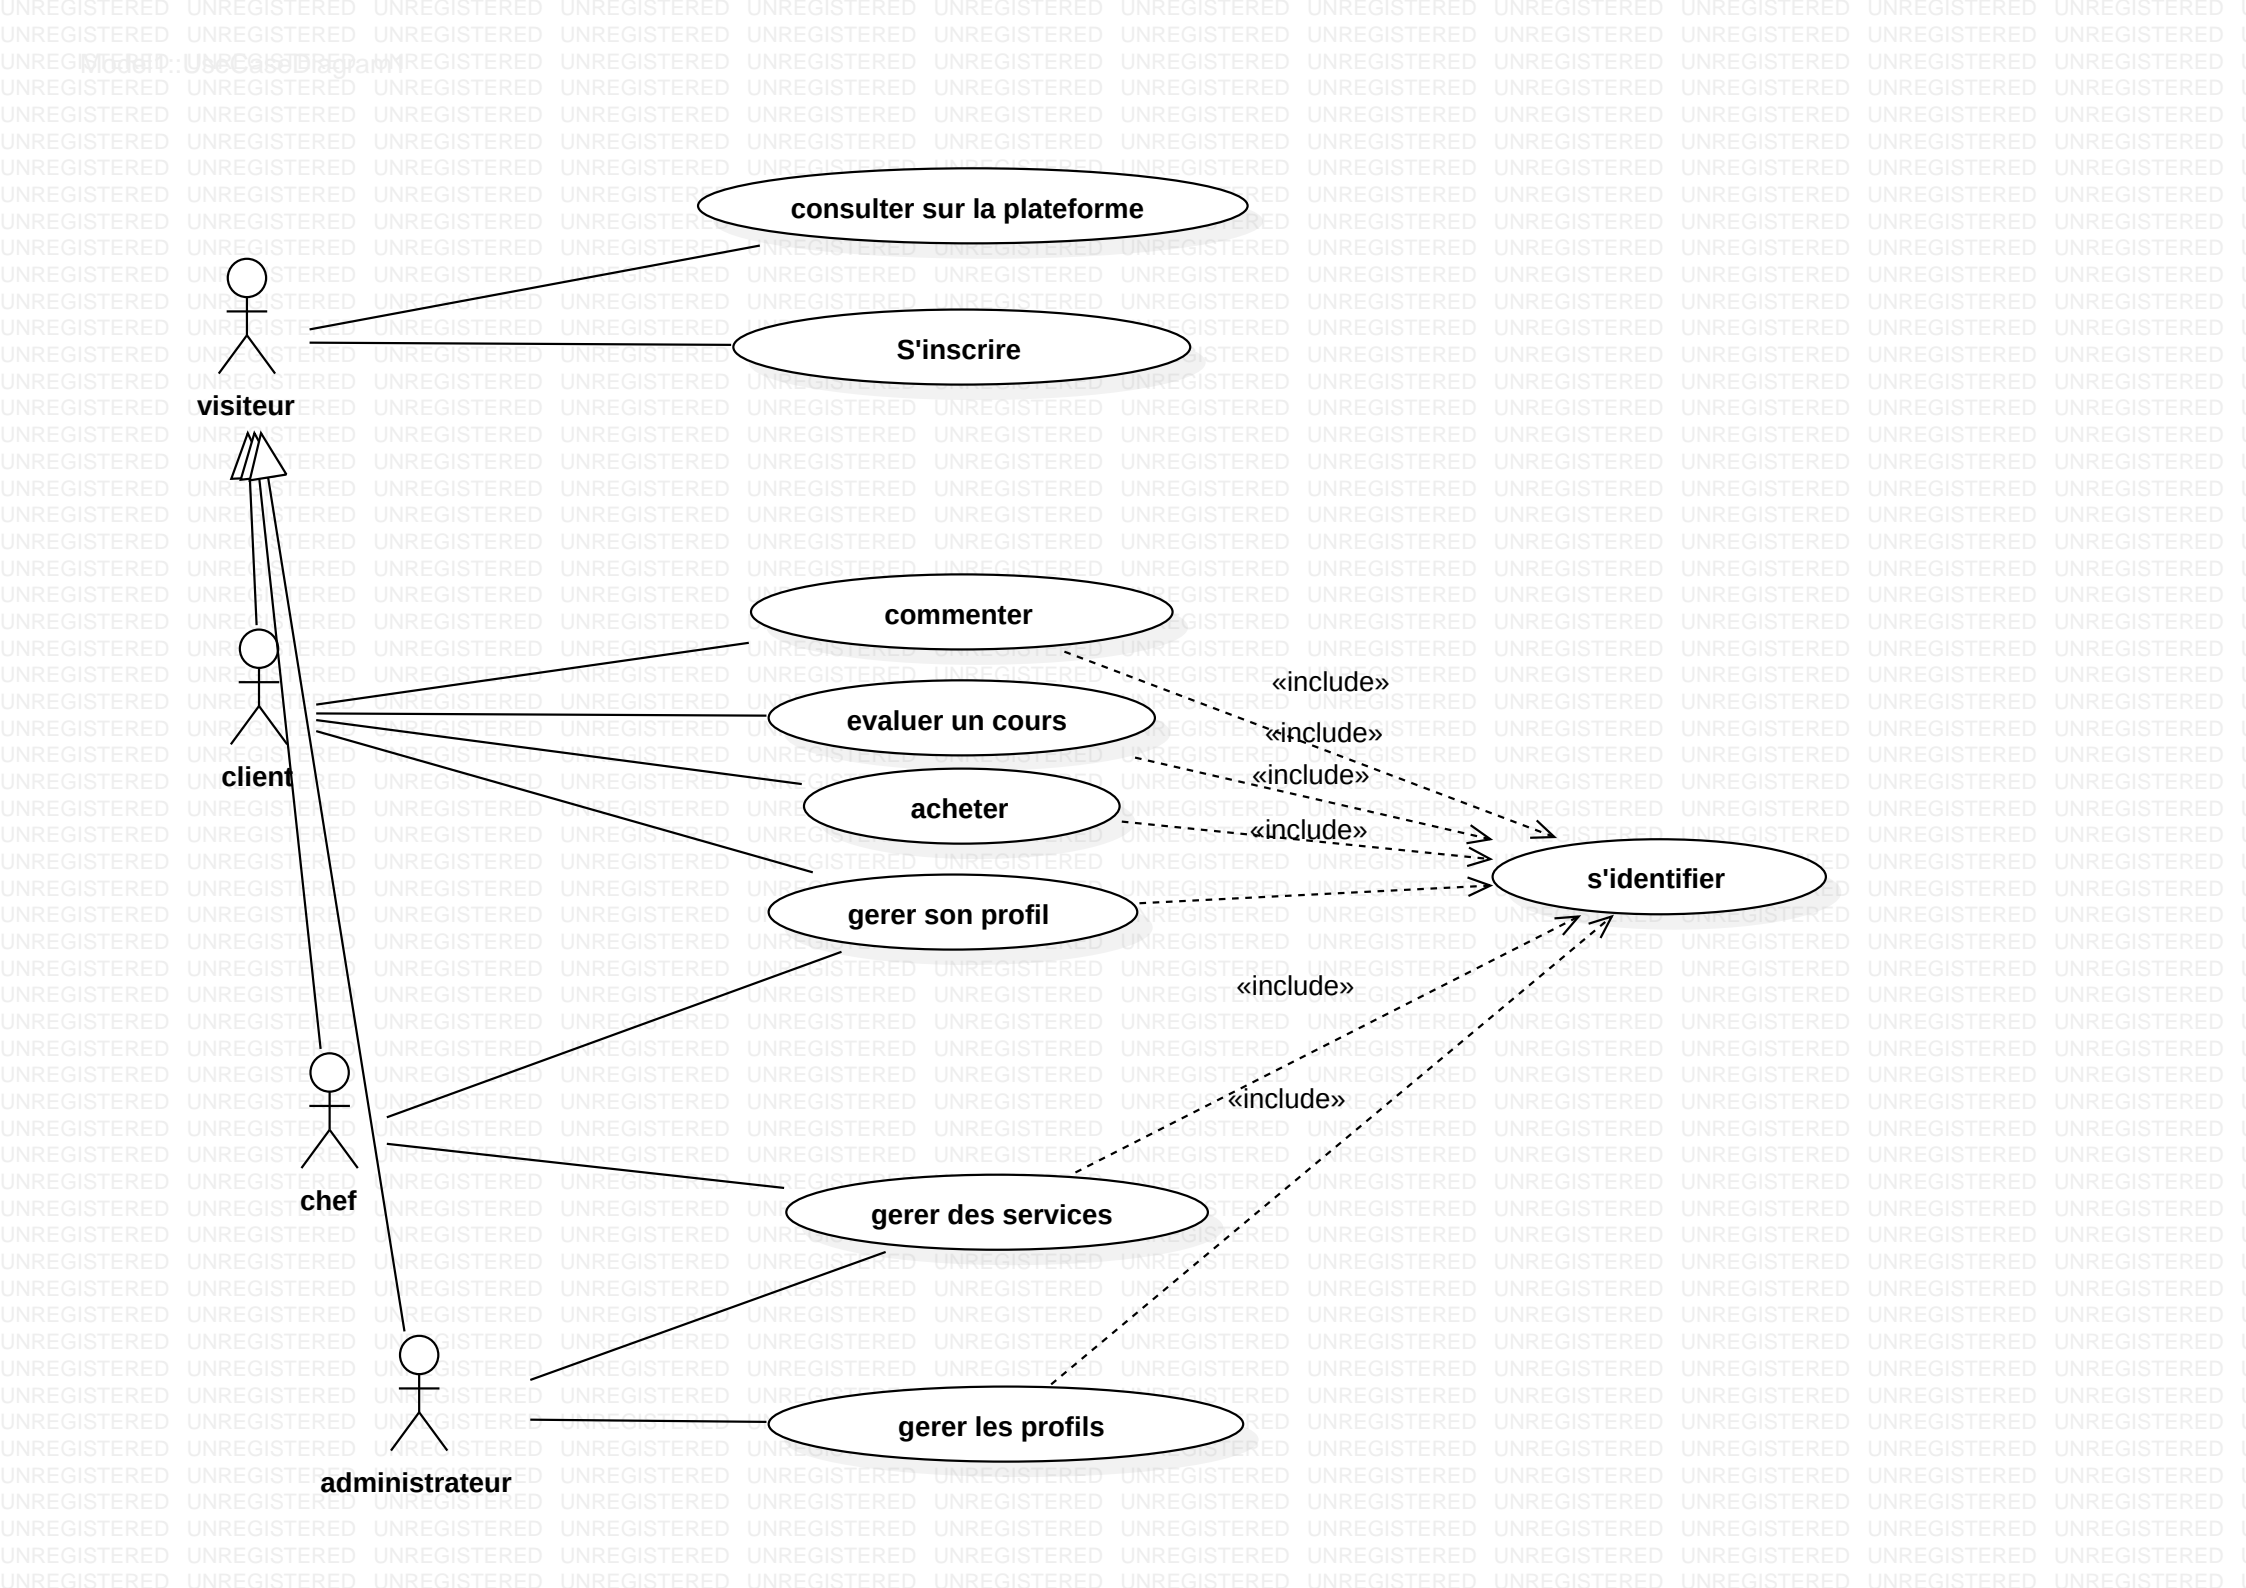 Model1::UseCaseDiagram1
consulter sur la plateforme
S'inscrire
visiteur
commenter
«include»
evaluer un cours
«include»
client
«include»
acheter
«include»
s'identifier
gerer son profil
«include»
«include»
chef
gerer des services
gerer les profils
administrateur
UNREGISTERED